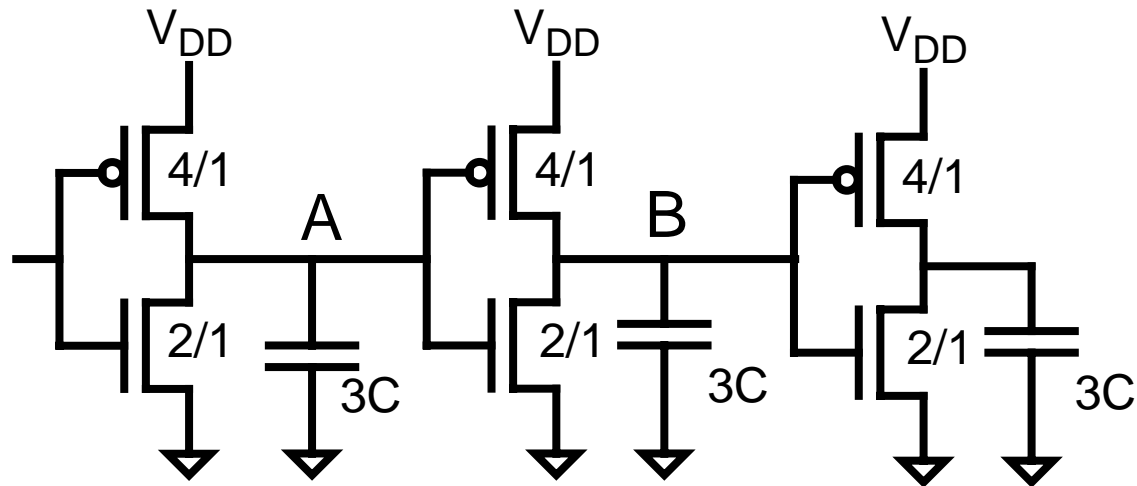 VDD VDD VDD
4/1 4/1 4/1
A B
2/1 2/1 2/1
3C 3C 3C